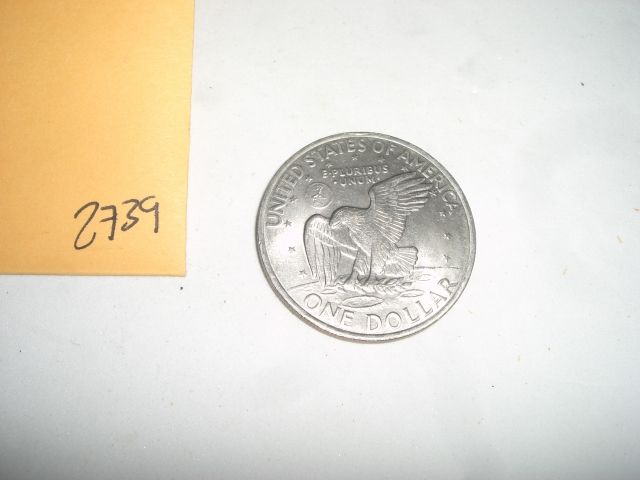 2739
UNITED STATES OF AMERICA
E PLURIBUS
UNUM
ONE DOLLAR